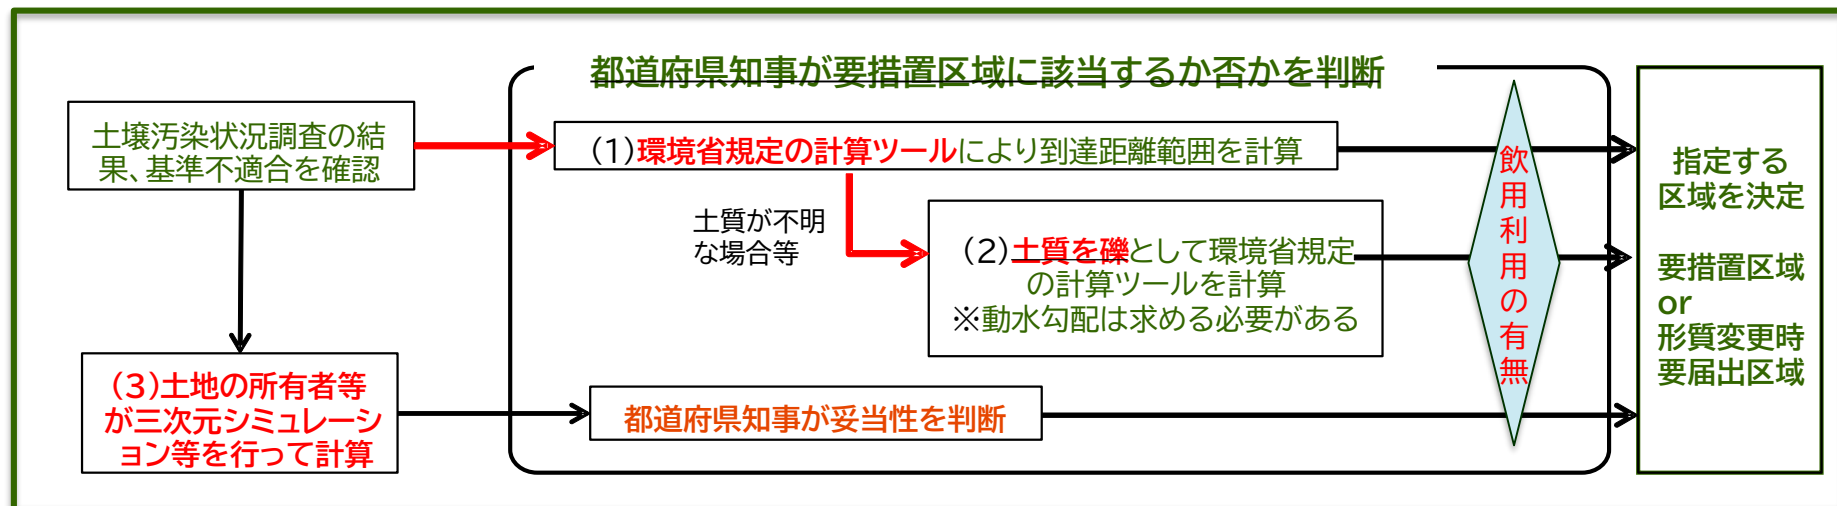 都道府県知事が要措置区域に該当するか否かを判断
土壌汚染状況調査の結
果、基準不適合を確認
(1)環境省規定の計算ツールにより到達距離範囲を計算
土質が不明
な場合等
(2)土質を礫として環境省規定
の計算ツールを計算
※動水勾配は求める必要がある
(3)土地の所有者等
が三次元シミュレーシ
ョン等を行って計算
都道府県知事が妥当性を判断
飲用利用の有無
指定する
区域を決定
要措置区域
or
形質変更時
要届出区域